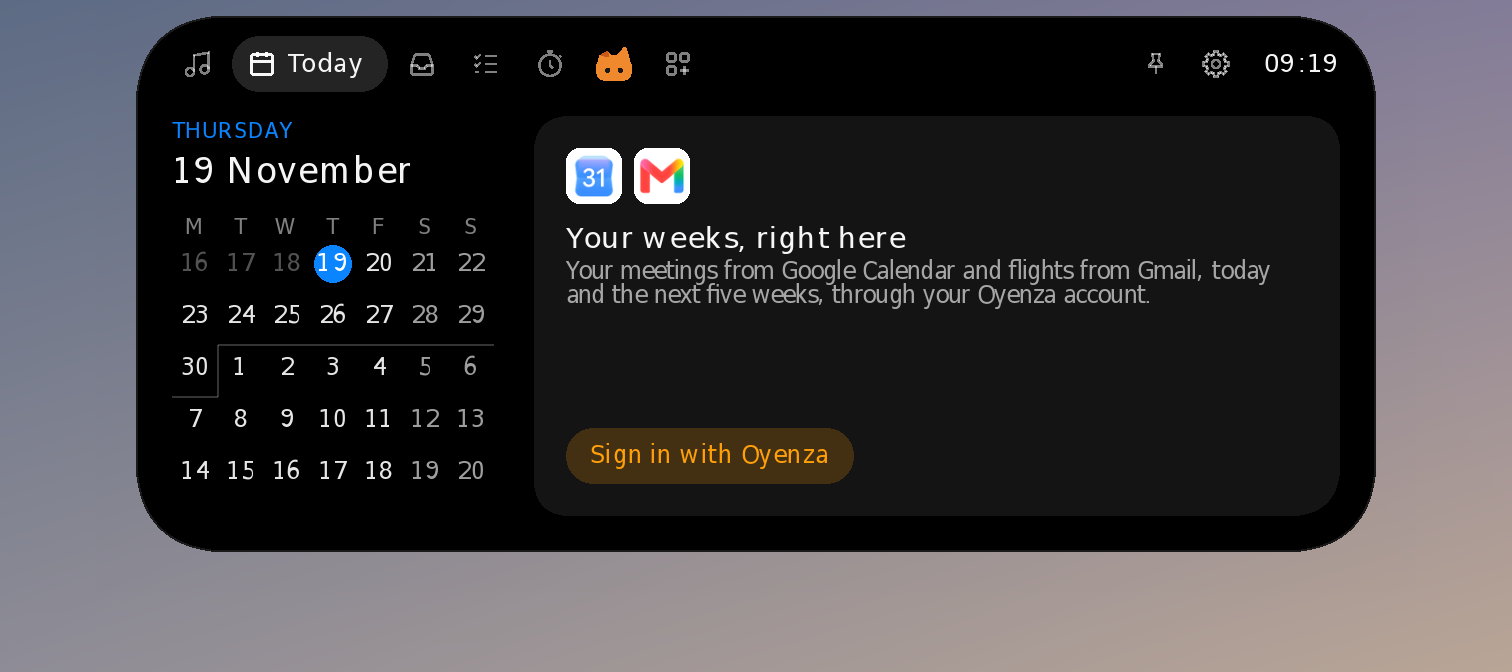 Today
09:19
THURSDAY
19 November
M T W T F S S
16 17 18 19 20 21 22
23 24 25 26 27 28 29
30 1 2 3 4 5 6
7 8 9 10 11 12 13
14 15 16 17 18 19 20
31
Your weeks, right here
Your meetings from Google Calendar and flights from Gmail, today
and the next five weeks, through your Oyenza account.
Sign in with Oyenza